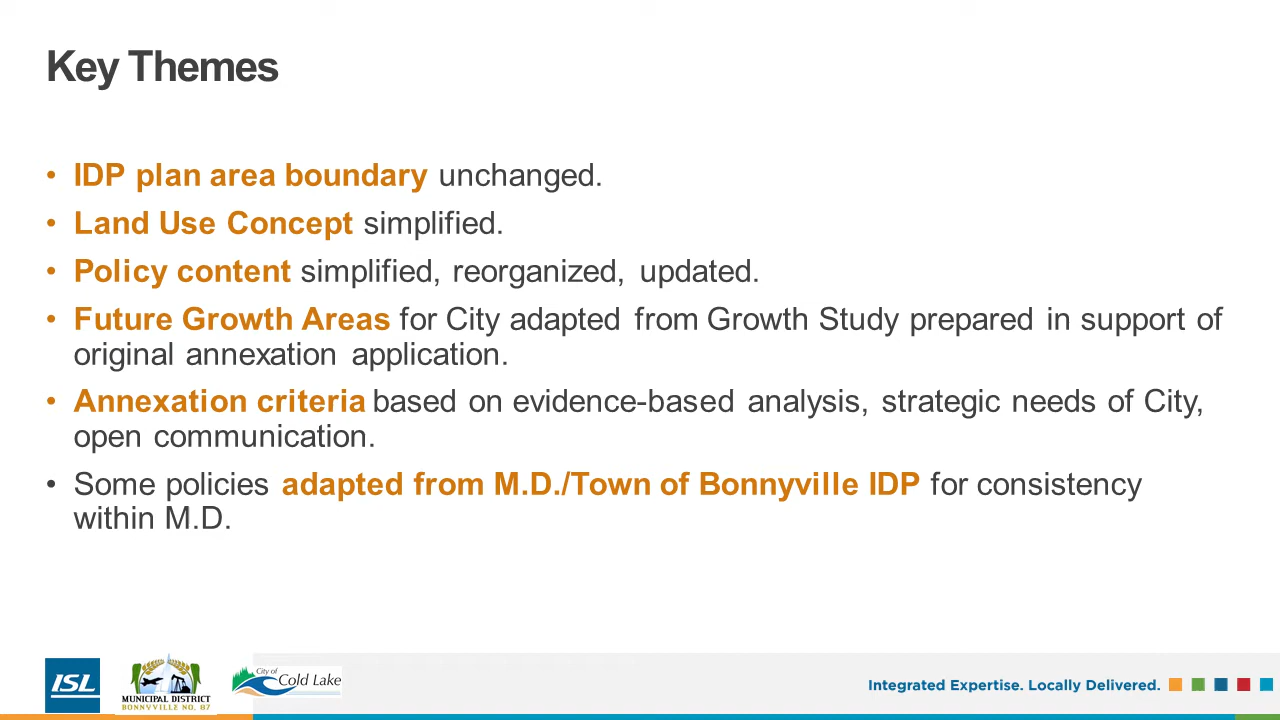 Key Themes
• IDP plan area boundary unchanged.
• Land Use Concept simplified.
• Policy content simplified, reorganized, updated.
• Future Growth Areas for City adapted from Growth Study prepared in support of
original annexation application.
• Annexation criteria based on evidence-based analysis, strategic needs of City,
open communication.
• Some policies adapted from M.D./Town of Bonnyville IDP for consistency
within M.D.
ISL
MUNICIPAL DISTRICT
BONNYVILLE NO. 87
City of
Cold Lake
Integrated Expertise. Locally Delivered.